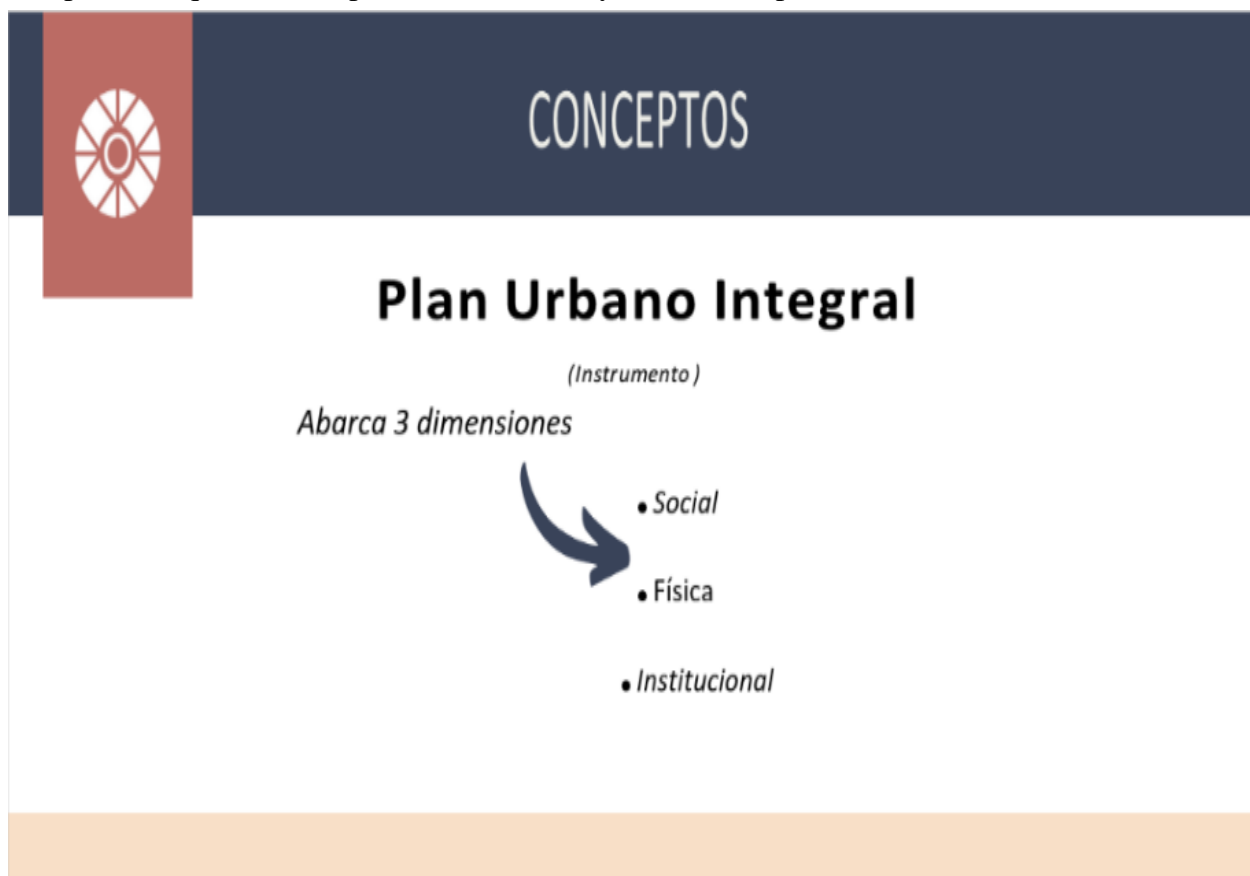 CONCEPTOS
Plan Urbano Integral
(Instrumento )
Abarca 3 dimensiones
• Social
• Física
• Institucional